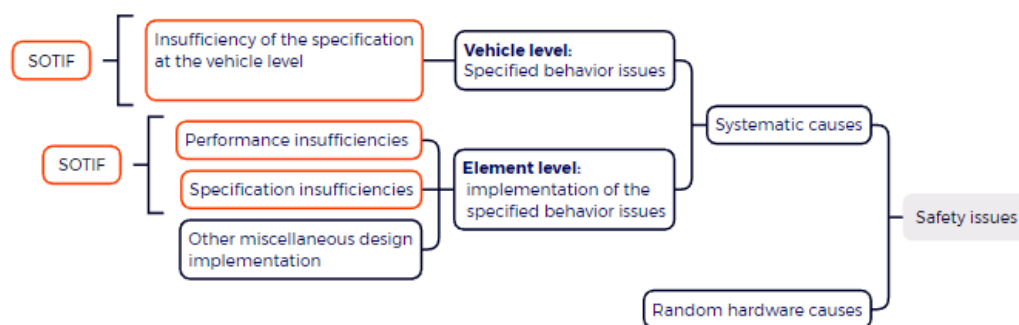 SOTIF
Insufficiency of the specification
at the vehicle level
Vehicle level:
Specified behavior issues
SOTIF
Performance insufficiencies
Specification insufficiencies
Other miscellaneous design
implementation
Element level:
implementation of the
specified behavior issues
Systematic causes
Random hardware causes
Safety issues